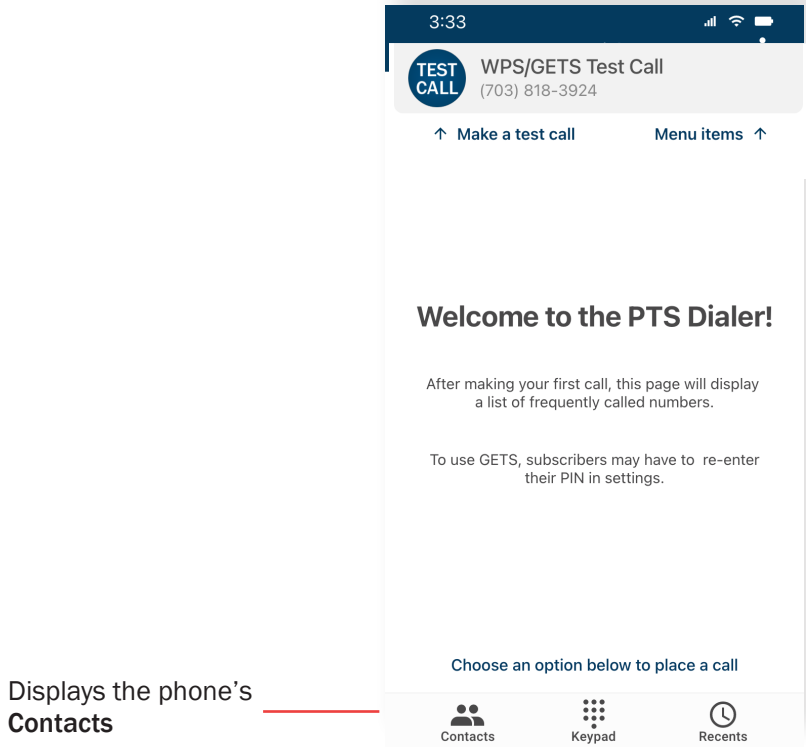 3:33
TEST
CALL
WPS/GETS Test Call
(703) 818-3924
↑ Make a test call
Menu items ↑
Welcome to the PTS Dialer!
After making your first call, this page will display
a list of frequently called numbers.
To use GETS, subscribers may have to re-enter
their PIN in settings.
Choose an option below to place a call
Displays the phone’s
Contacts
Contacts
Keypad
Recents